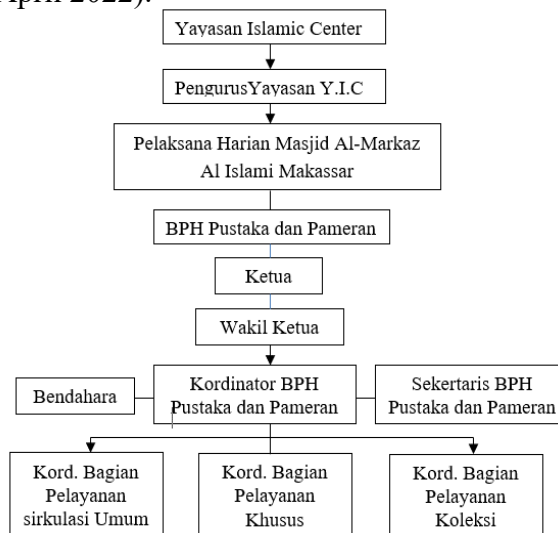 April 2022).
Yayasan Islamic Center
PengurusYayasan Y.I.C
Pelaksana Harian Masjid Al-Markaz
Al Islami Makassar
BPH Pustaka dan Pameran
Ketua
Wakil Ketua
Bendahara
Kordinator BPH
Pustaka dan Pameran
Sekertaris BPH
Pustaka dan Pameran
Kord. Bagian
Pelayanan
sirkulasi Umum
Kord. Bagian
Pelayanan
Khusus
Kord. Bagian
Pelayanan
Koleksi